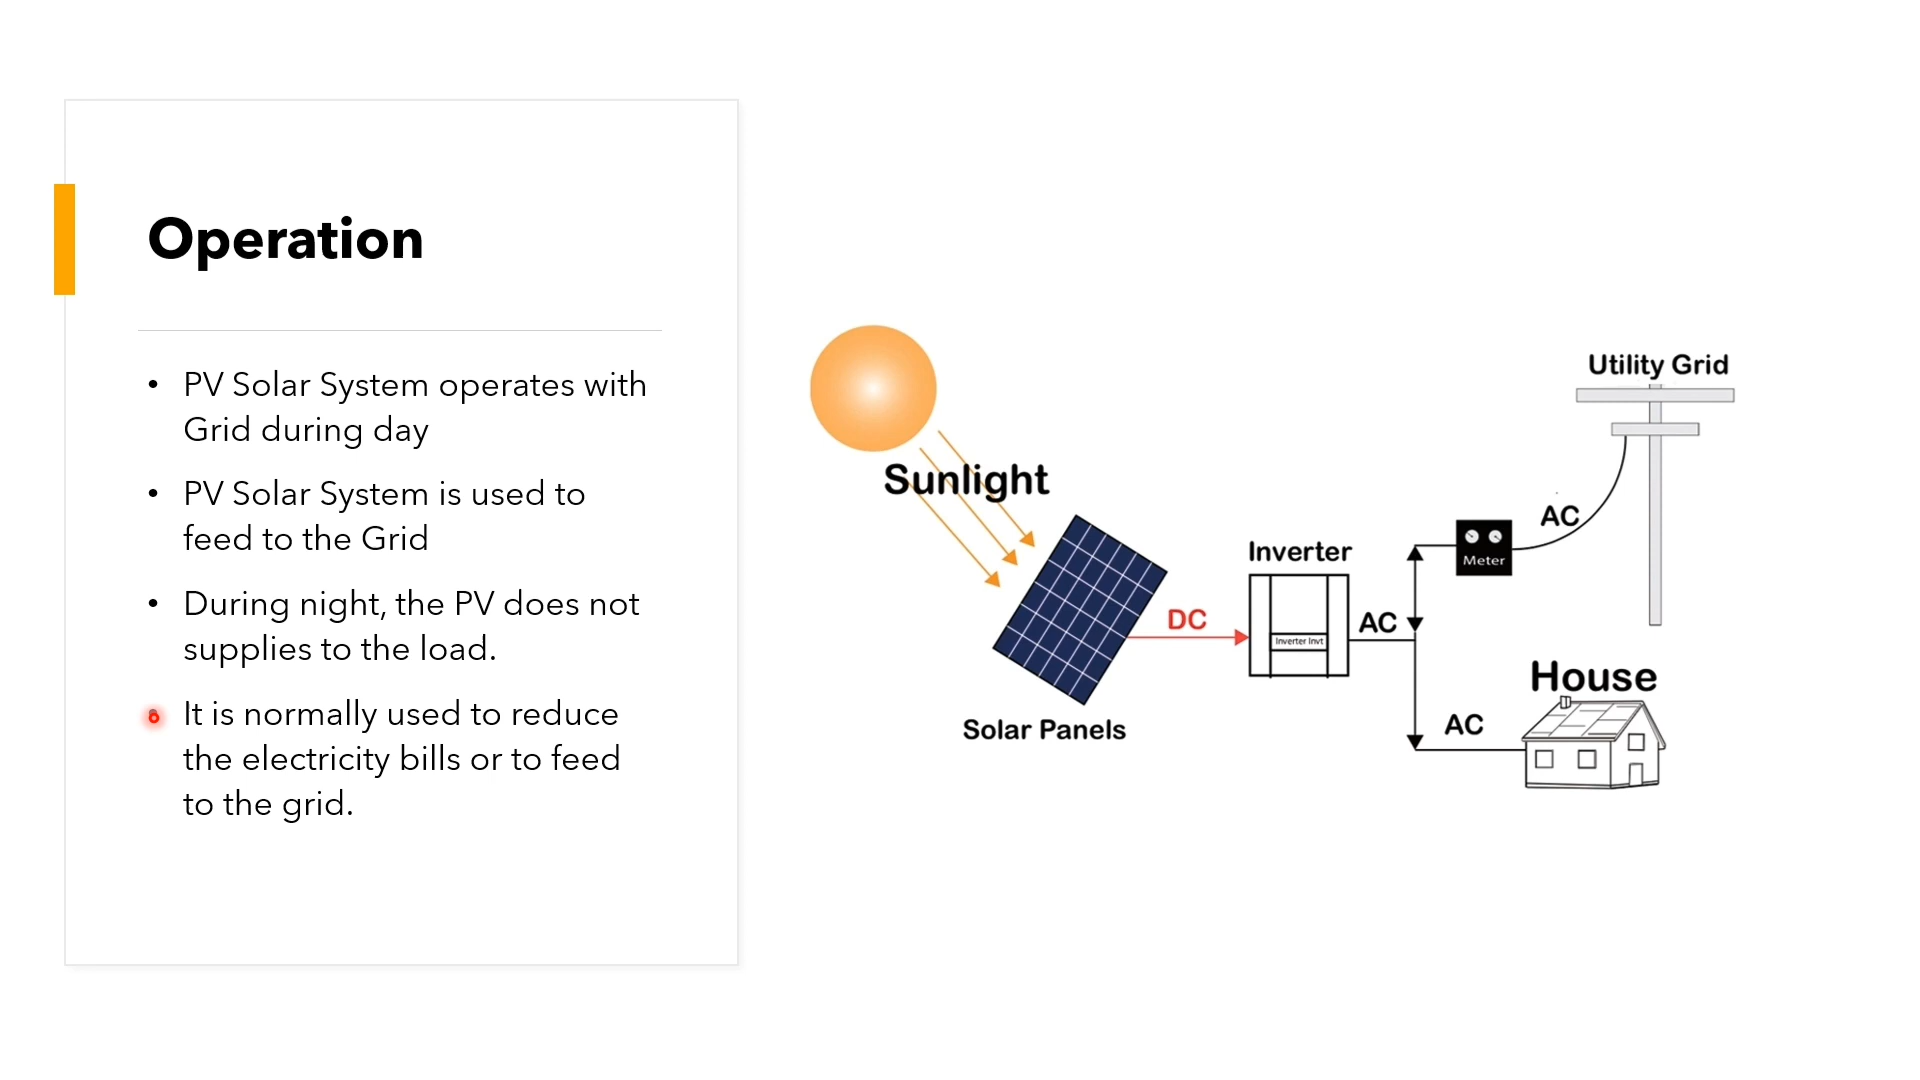 Operation
• PV Solar System operates with
Grid during day
• PV Solar System is used to
feed to the Grid
• During night, the PV does not
supplies to the load.
• It is normally used to reduce
the electricity bills or to feed
to the grid.
Sunlight
Solar Panels
DC
Inverter
Inverter Invt
AC
Meter
AC
Utility Grid
AC
House